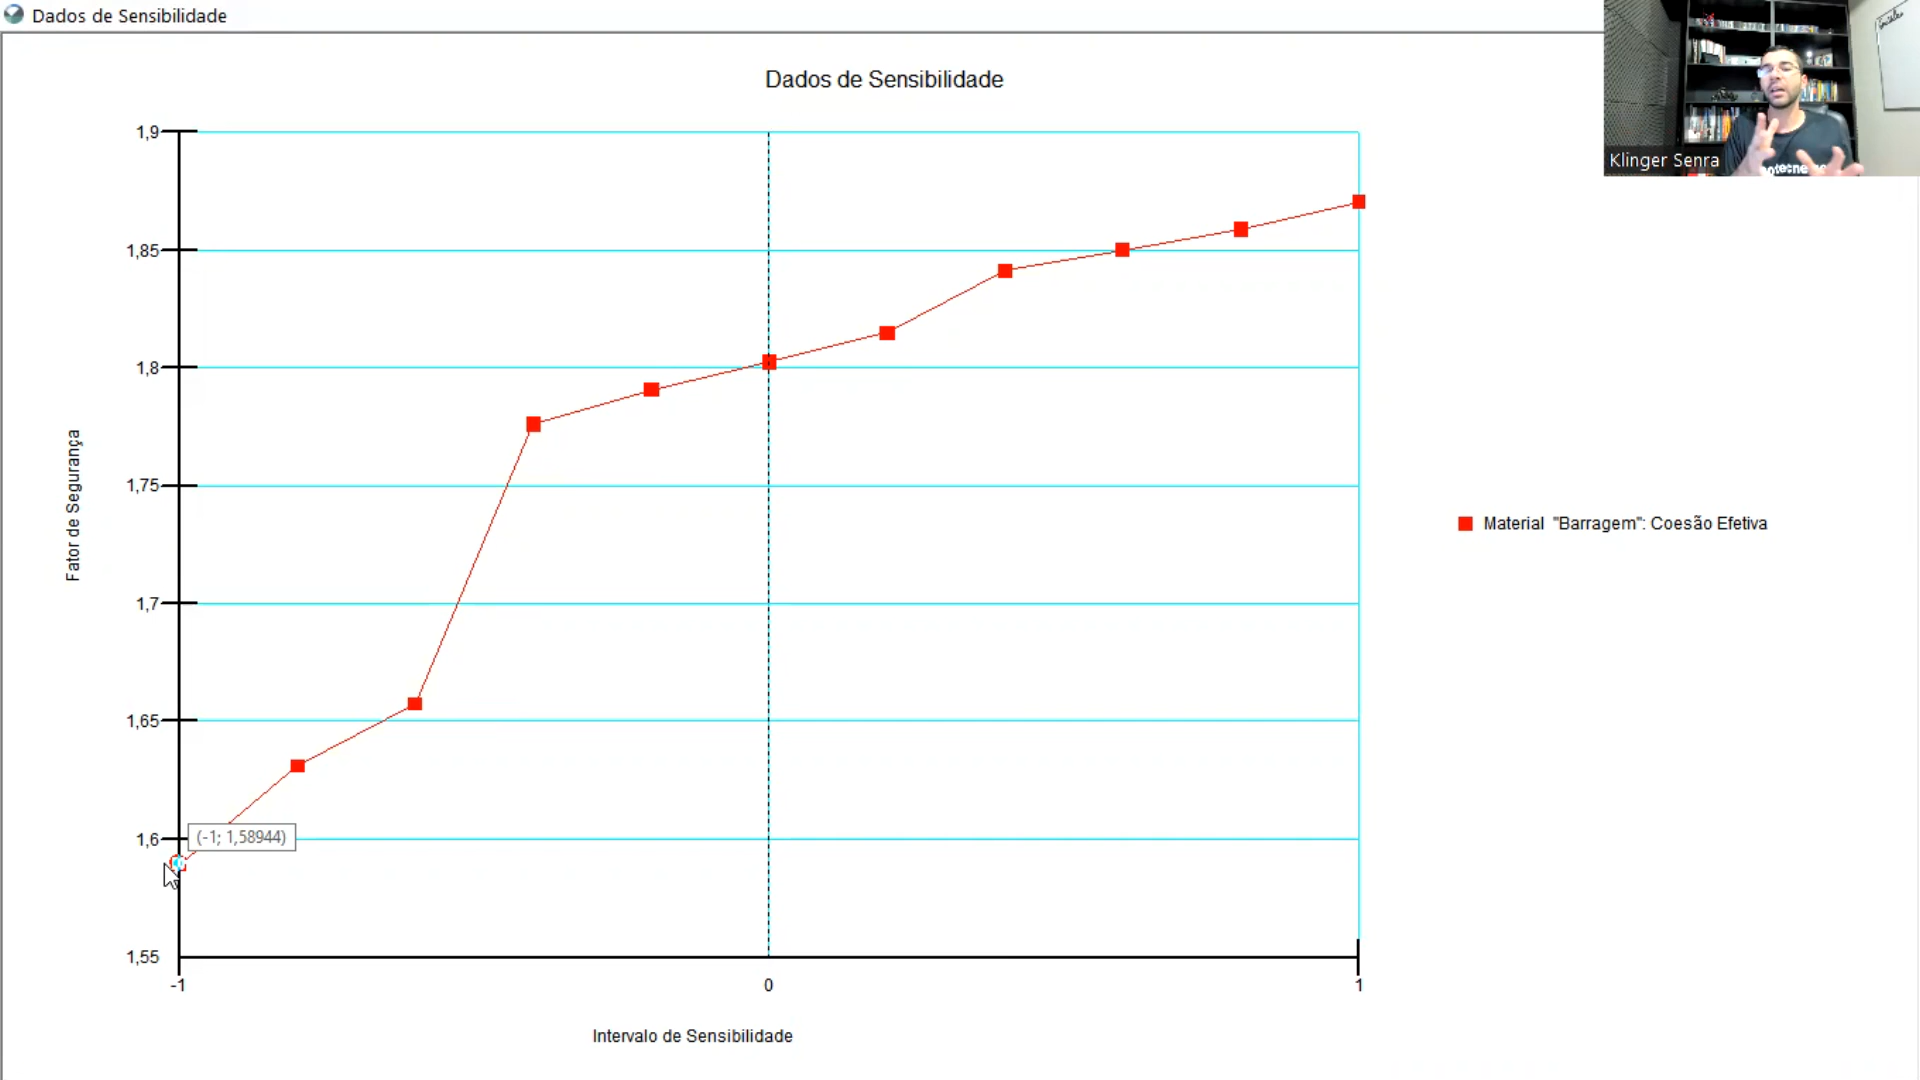 Dados de Sensibilidade
Dados de Sensibilidade
Klinger Senra
1,9
1,85
1,8
1,75
1,7
1,65
1,6
1,55
Fator de Segurança
(-1; 1,58944)
-1
0
1
Intervalo de Sensibilidade
Material "Barragem": Coesão Efetiva